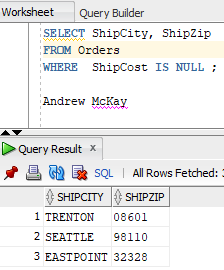 Worksheet Query Builder
SELECT ShipCity, ShipZip
FROM Orders
WHERE ShipCost IS NULL ;
Andrew McKay
Query Result x
SQL | All Rows Fetched: 3
SHIPCITY SHIPZIP
1 TRENTON 08601
2 SEATTLE 98110
3 EASTPOINT 32328